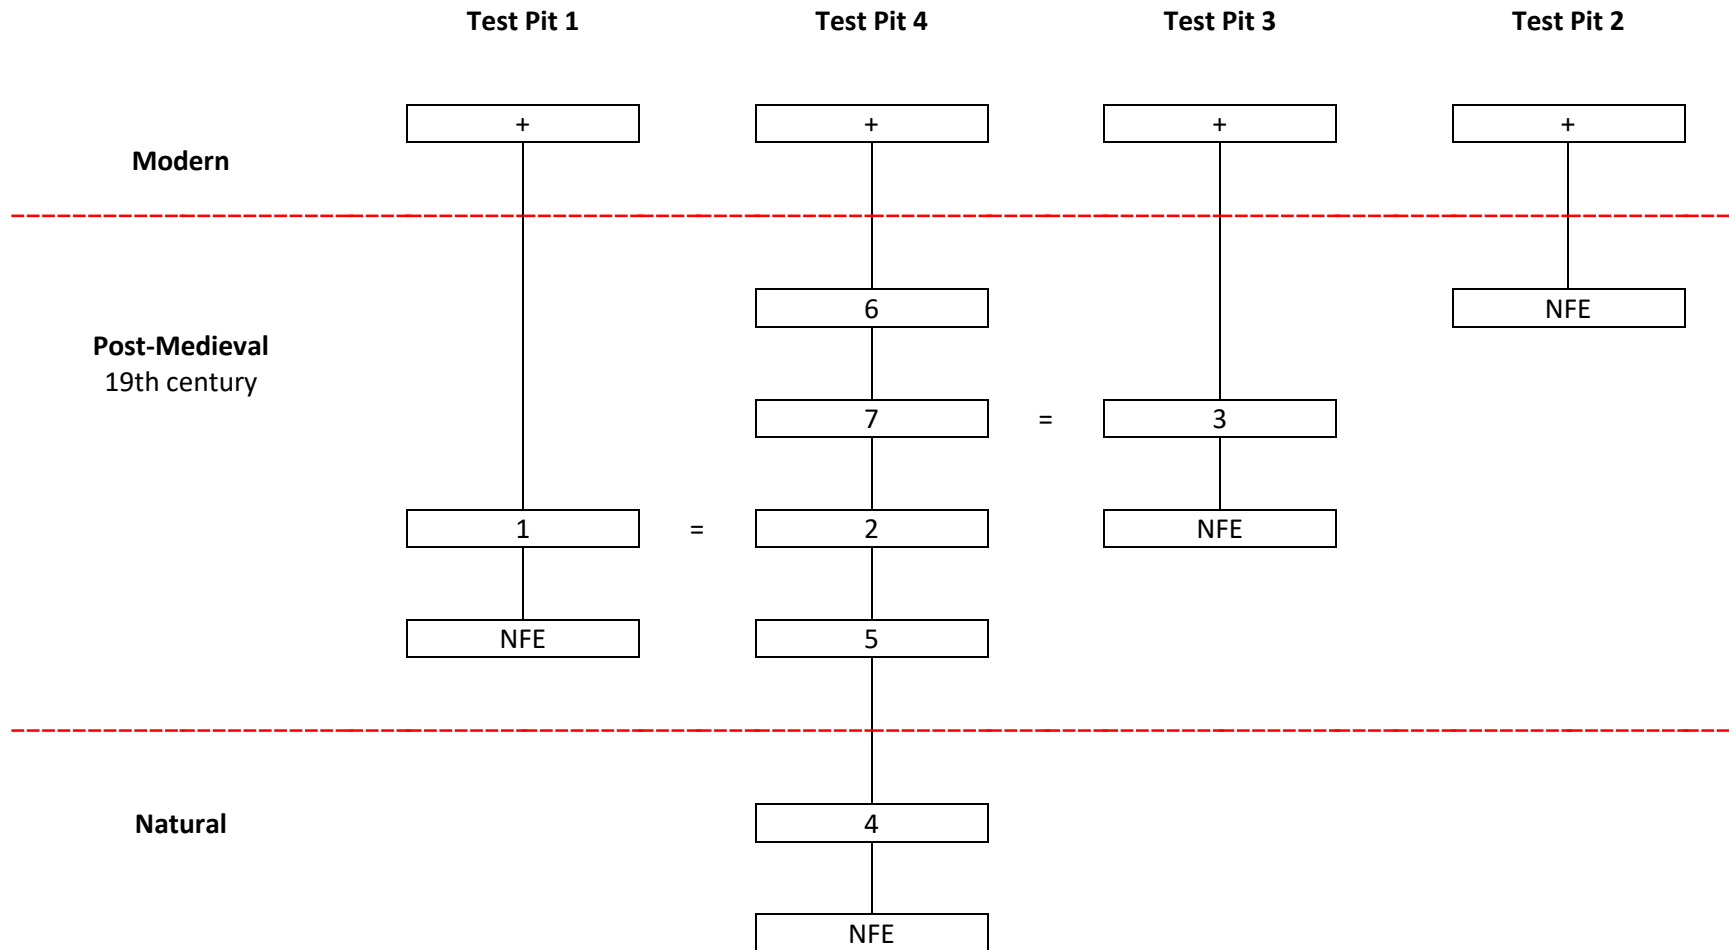 Test Pit 1 Test Pit 4 Test Pit 3 Test Pit 2
+ + + +
Modern
6 NFE
Post-Medieval
19th century
7 = 3
1 = 2 NFE
NFE 5
Natural
4
NFE